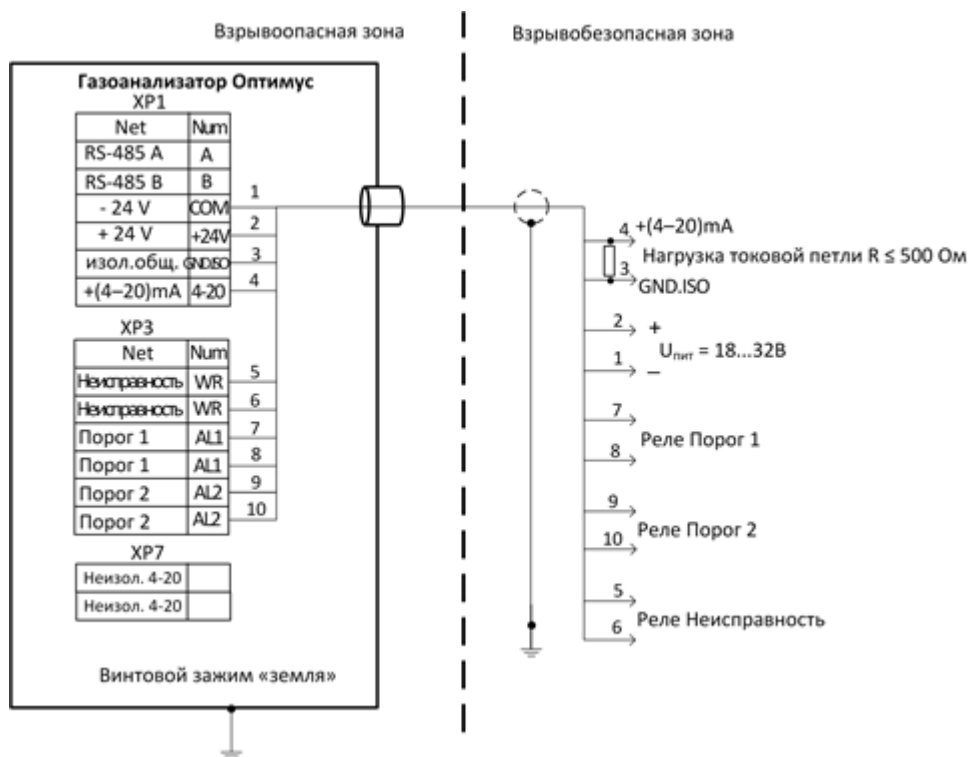 Взрывоопасная зона
Взрывобезопасная зона
Газоанализатор Оптимус
XP1
Net Num
RS-485 A A
RS-485 B B
- 24 V COM 1
+ 24 V +24V 2
изол.общ. GND.ISO 3
+(4–20)mA 4-20 4
XP3
Net Num
Неисправность WR 5
Неисправность WR 6
Порог 1 AL1 7
Порог 1 AL1 8
Порог 2 AL2 9
Порог 2 AL2 10
XP7
Неизол. 4-20
Неизол. 4-20
Винтовой зажим «земля»
4 +(4–20)mA
Нагрузка токовой петли R ≤ 500 Ом
3 GND.ISO
2 +
Uпит = 18...32В
1 –
7
Реле Порог 1
8
9
Реле Порог 2
10
5
Реле Неисправность
6